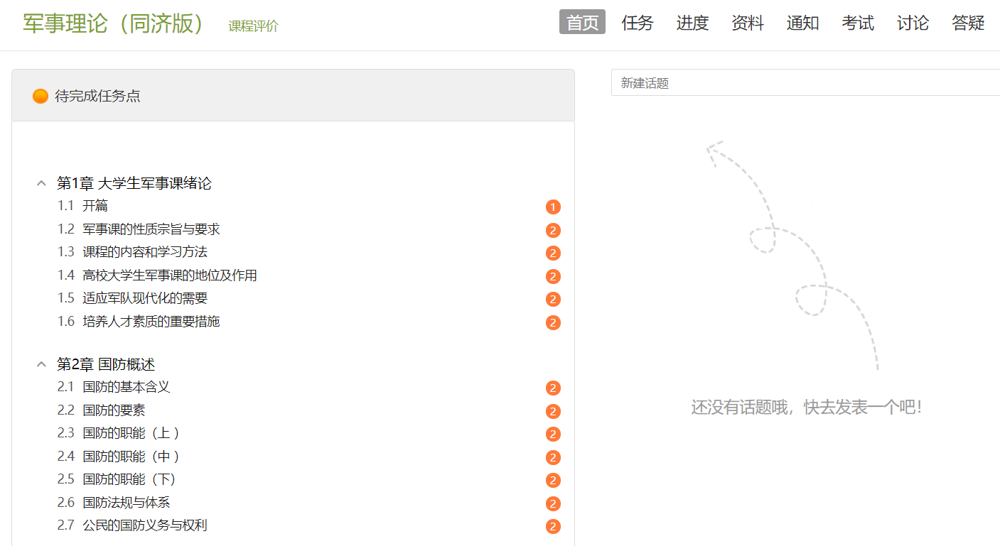 军事理论（同济版） 课程评价 首页 任务 进度 资料 通知 考试 讨论 答疑
待完成任务点
第1章 大学生军事课绪论
1.1 开篇 1
1.2 军事课的性质宗旨与要求 2
1.3 课程的内容和学习方法 2
1.4 高校大学生军事课的地位及作用 2
1.5 适应军队现代化的需要 2
1.6 培养人才素质的重要措施 2
第2章 国防概述
2.1 国防的基本含义 2
2.2 国防的要素 2
2.3 国防的职能（上 ） 2
2.4 国防的职能（中 ） 2
2.5 国防的职能（下） 2
2.6 国防法规与体系 2
2.7 公民的国防义务与权利 2
新建话题
还没有话题哦，快去发表一个吧！